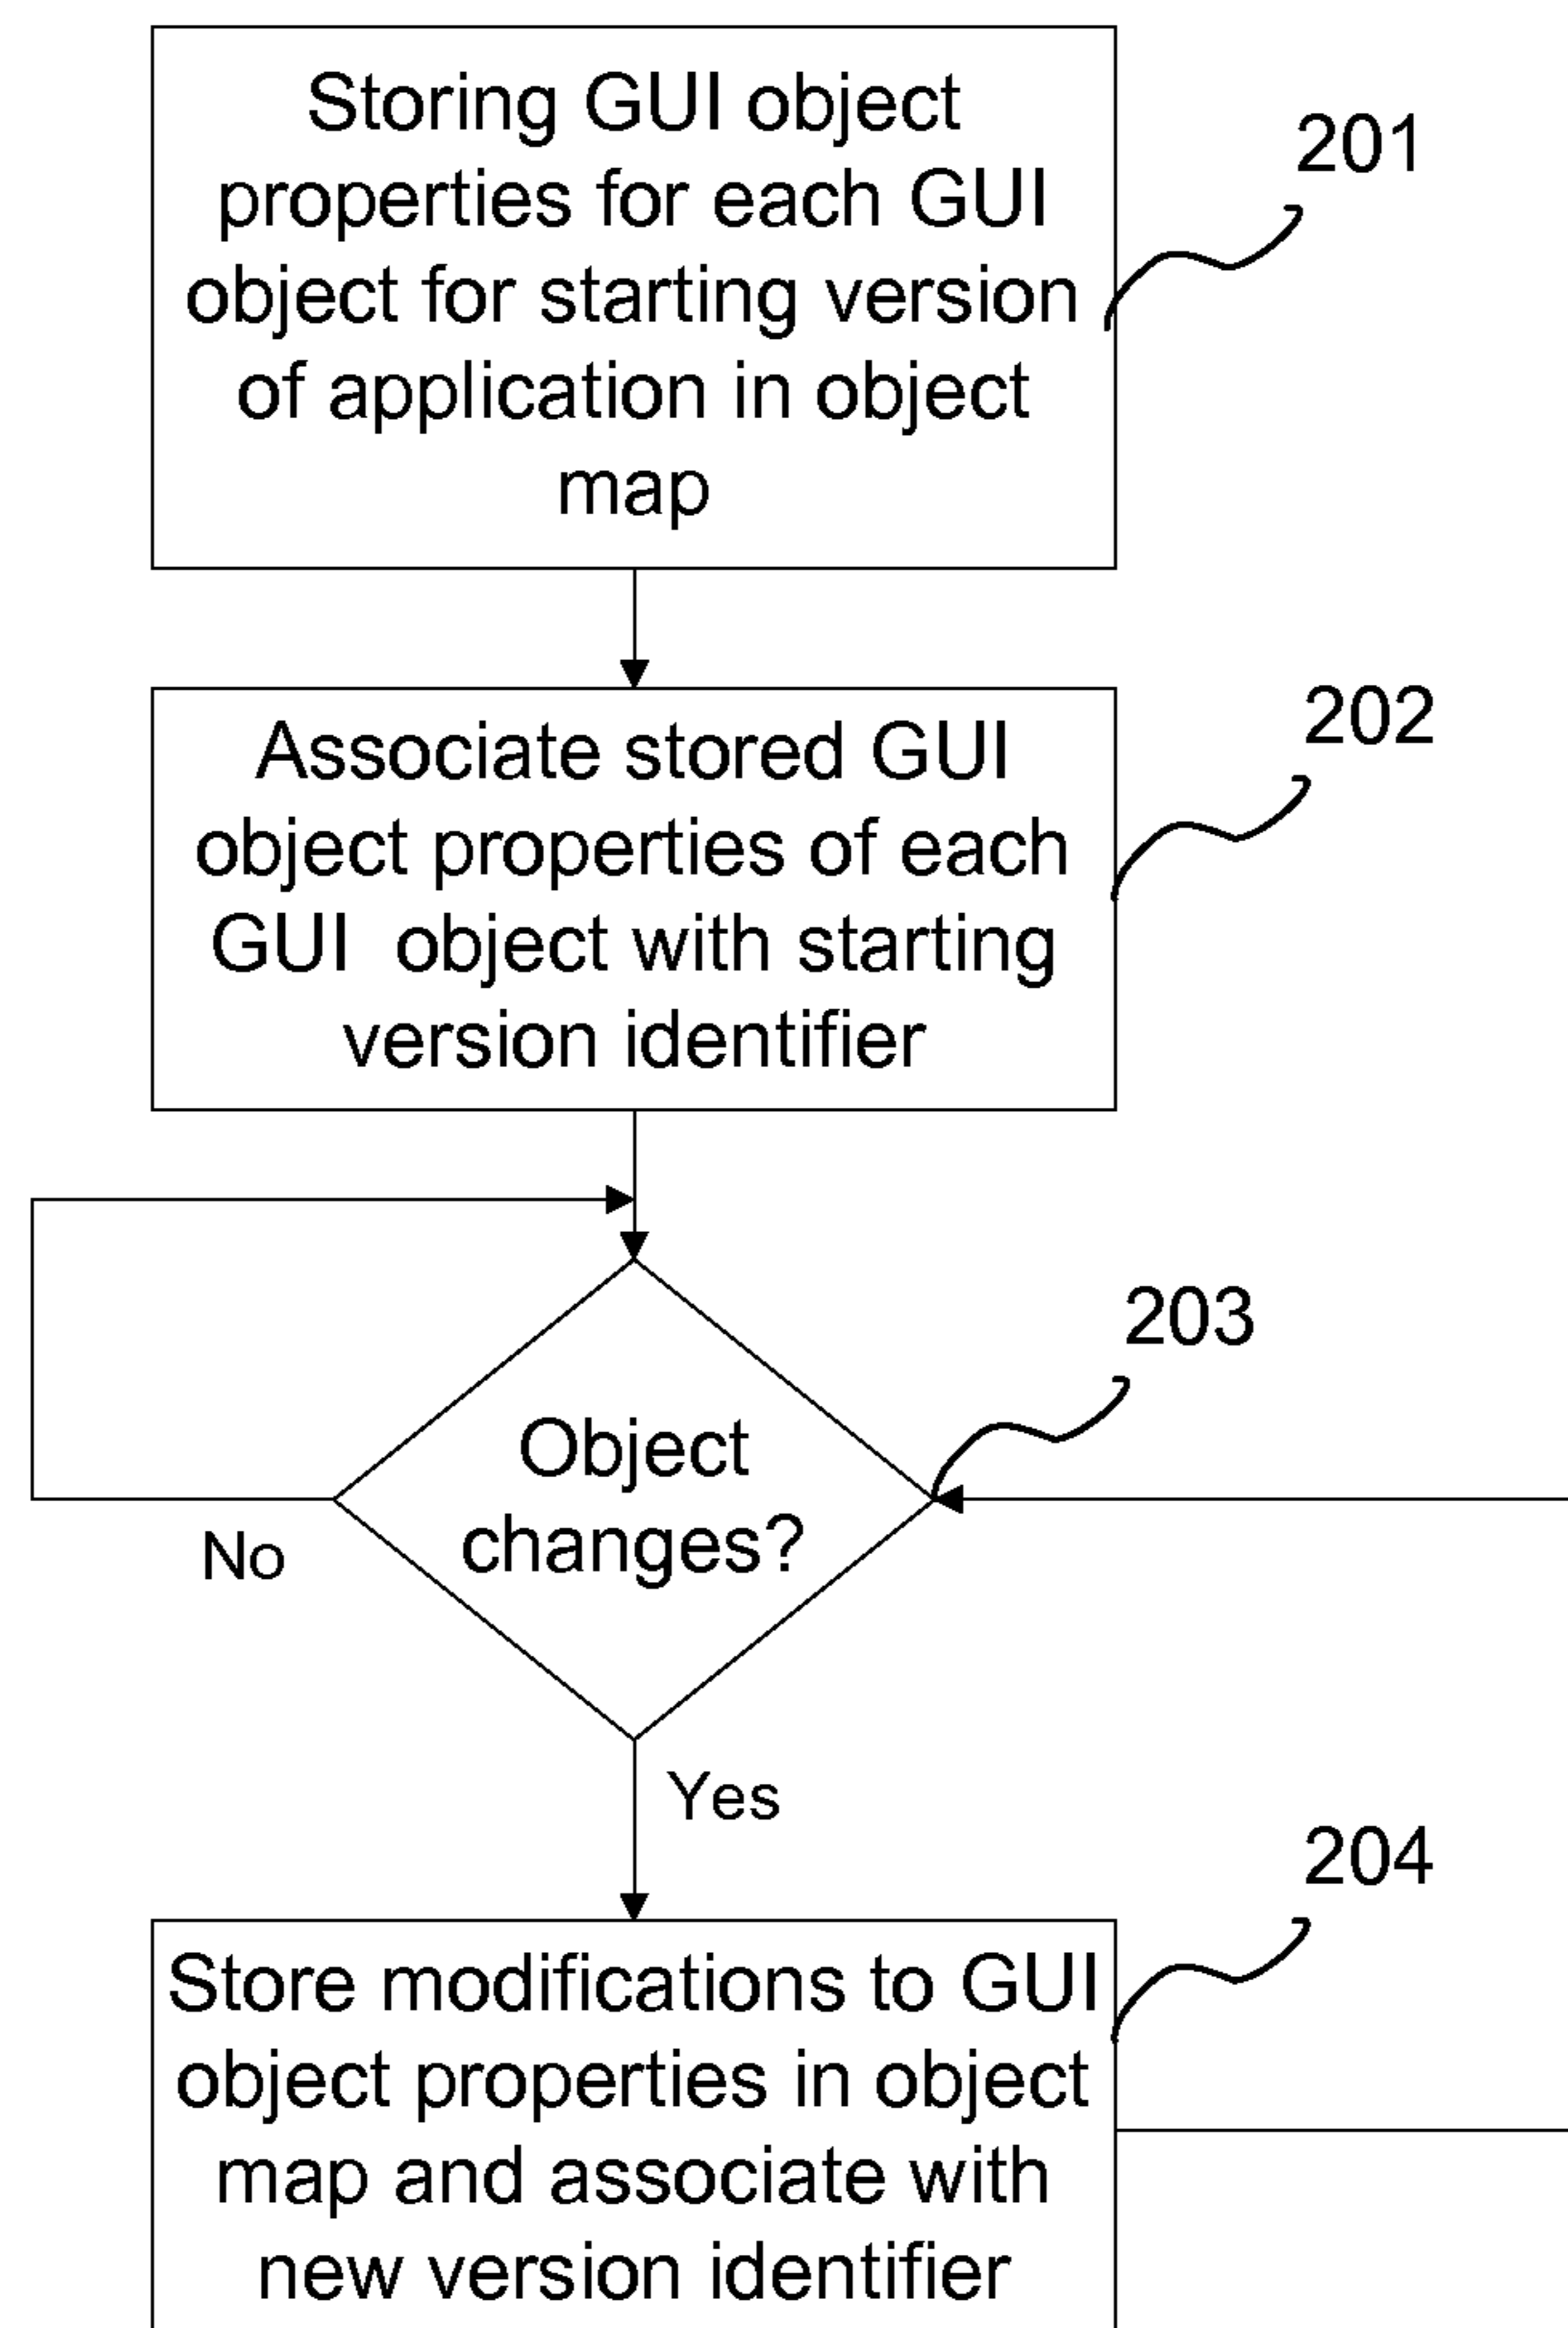 Storing GUI object
properties for each GUI
object for starting version
of application in object
map
201
Associate stored GUI
object properties of each
GUI object with starting
version identifier
202
Object
changes?
203
No
Yes
Store modifications to GUI
object properties in object
map and associate with
new version identifier
204